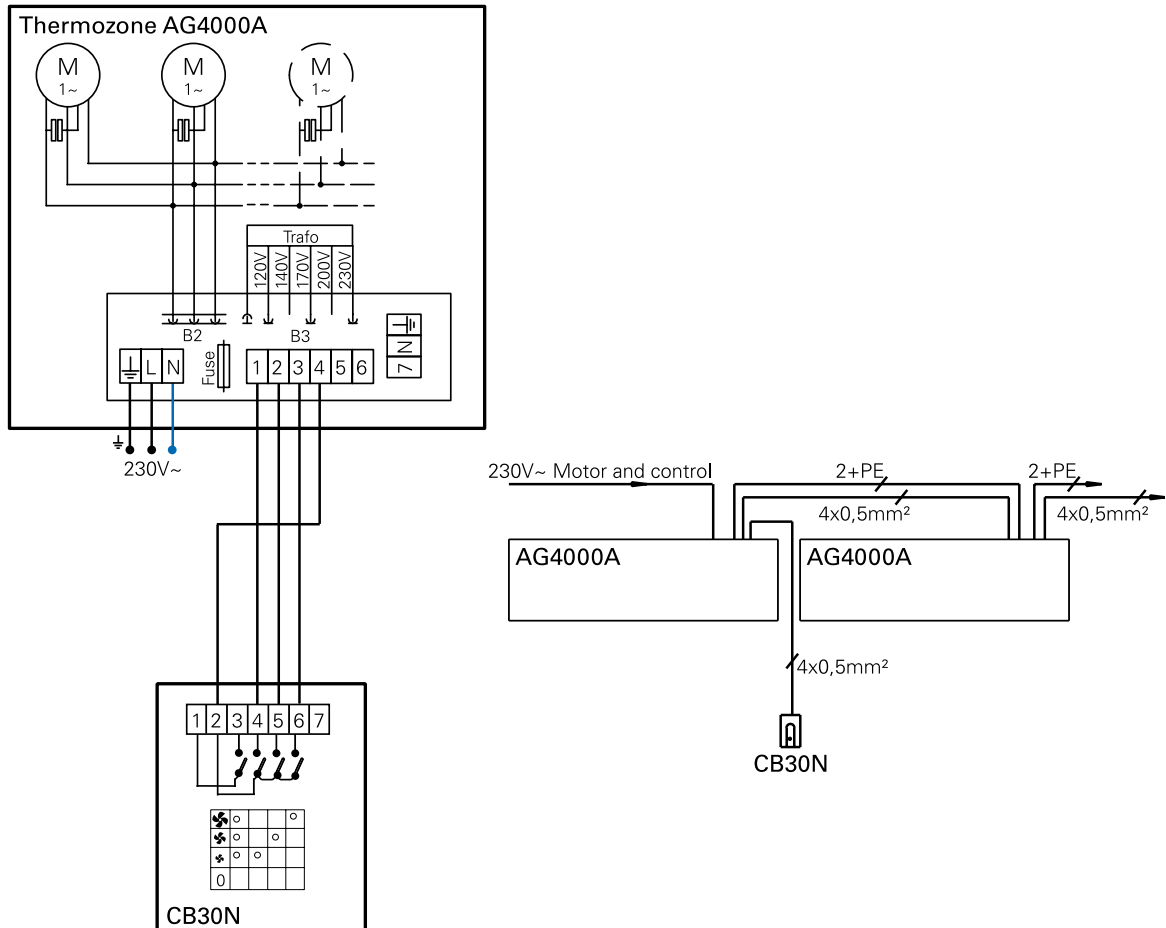 Thermozone AG4000A
M M M
1~ 1~ 1~
Trafo
120V
140V
170V
200V
230V
B2 B3
L N
Fuse
1 2 3 4 5 6
N
7
230V~
1 2 3 4 5 6 7
0
CB30N
230V~ Motor and control
2+PE 2+PE
4x0,5mm² 4x0,5mm²
AG4000A AG4000A
4x0,5mm²
CB30N